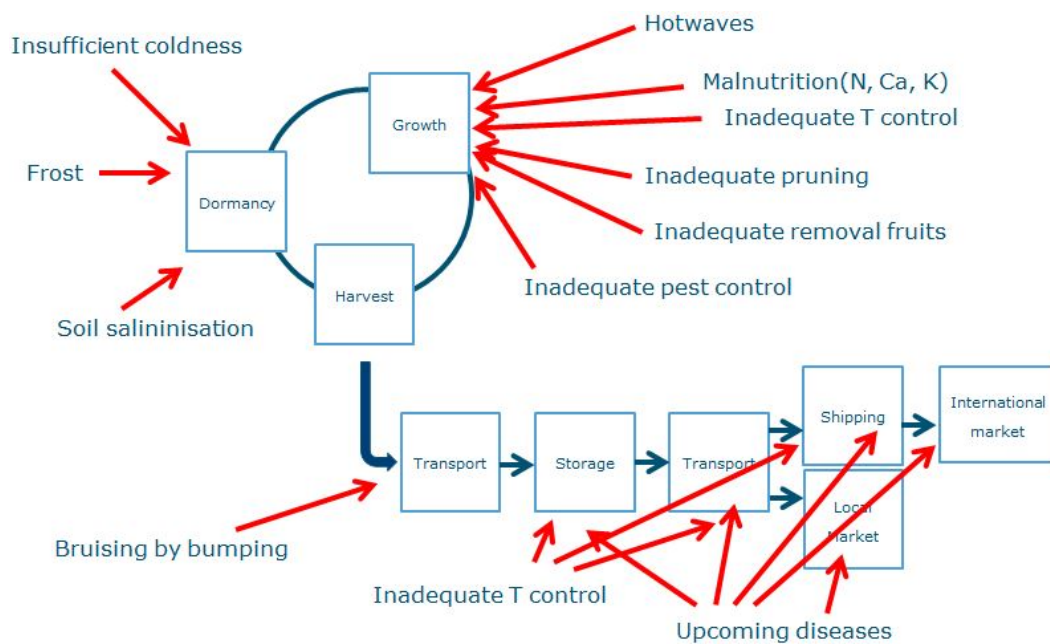 Hotwaves
Insufficient coldness
Malnutrition(N, Ca, K)
Growth
Inadequate T control
Frost
Inadequate pruning
Dormancy
Inadequate removal fruits
Inadequate pest control
Harvest
Soil salininisation
Shipping
International
market
Transport
Storage
Transport
Local
Market
Bruising by bumping
Inadequate T control
Upcoming diseases